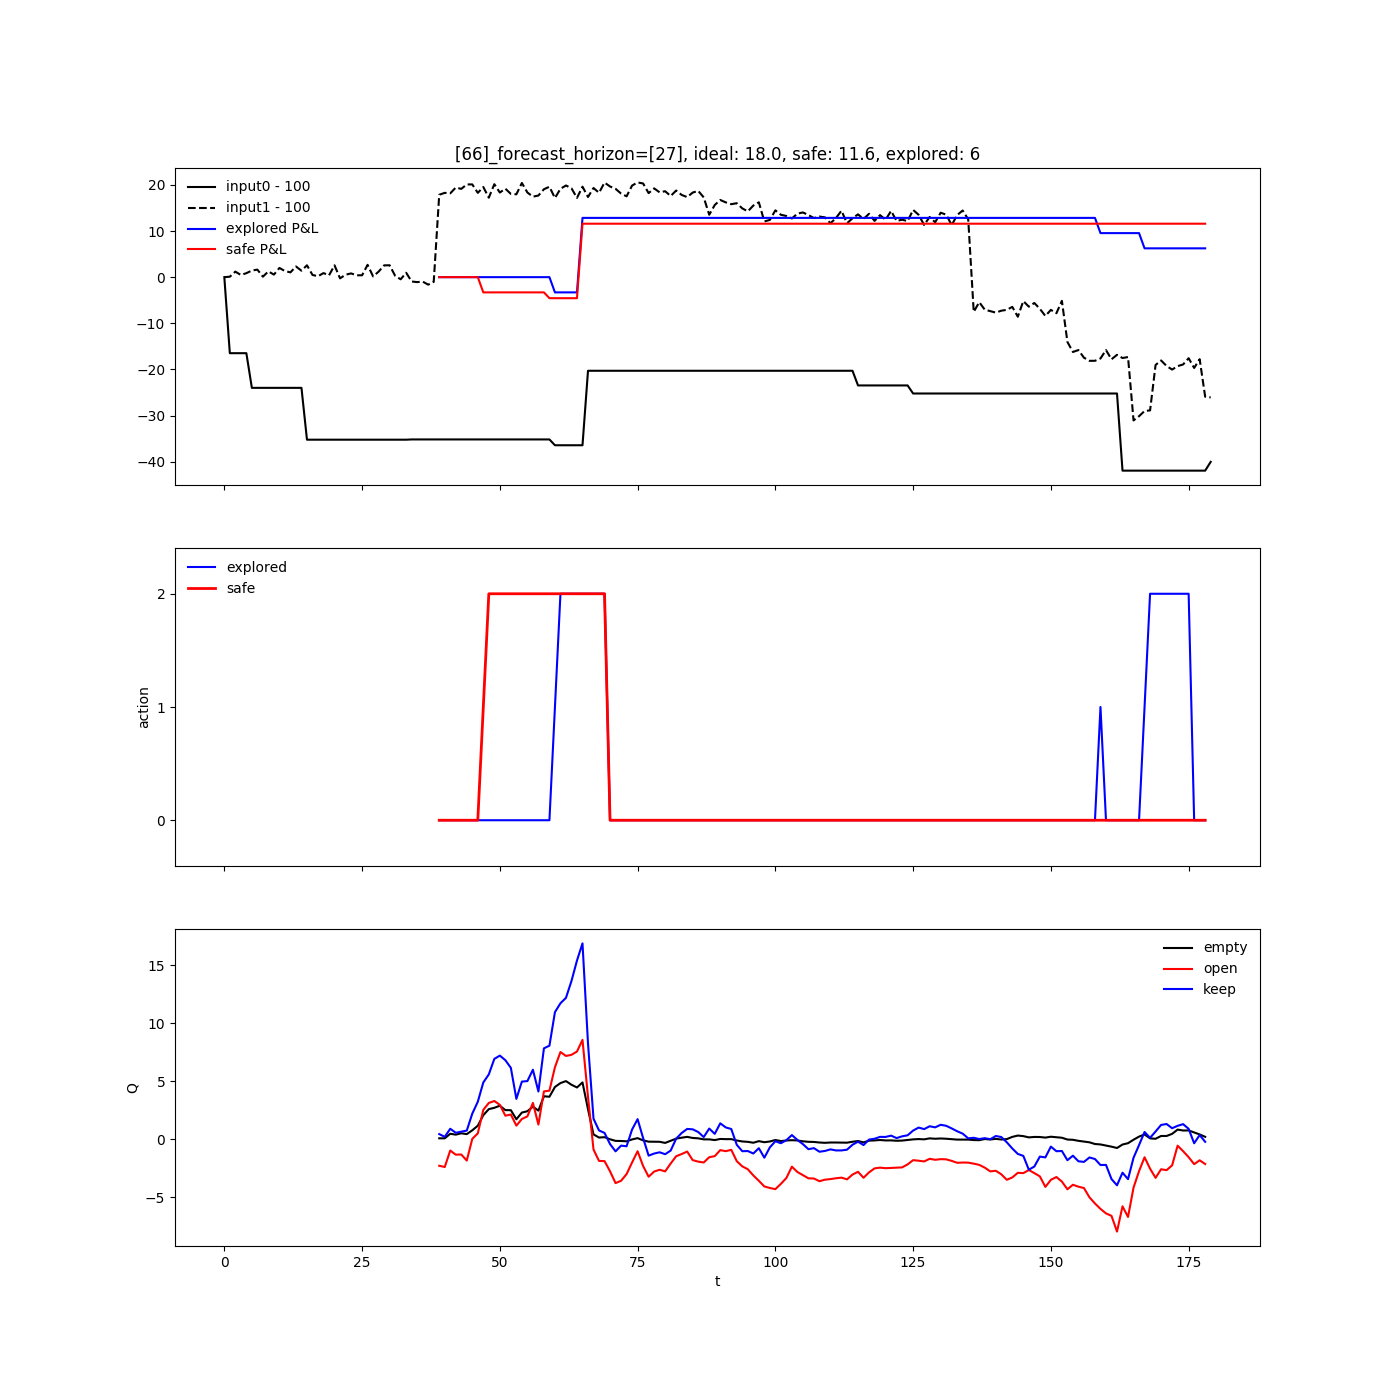 [66]_forecast_horizon=[27], ideal: 18.0, safe: 11.6, explored: 6
input0 - 100
input1 - 100
explored P&L
safe P&L
20
10
0
−10
−20
−30
−40
explored
safe
2
1
0
action
empty
open
keep
15
10
5
0
−5
Q
0 25 50 75 100 125 150 175
t